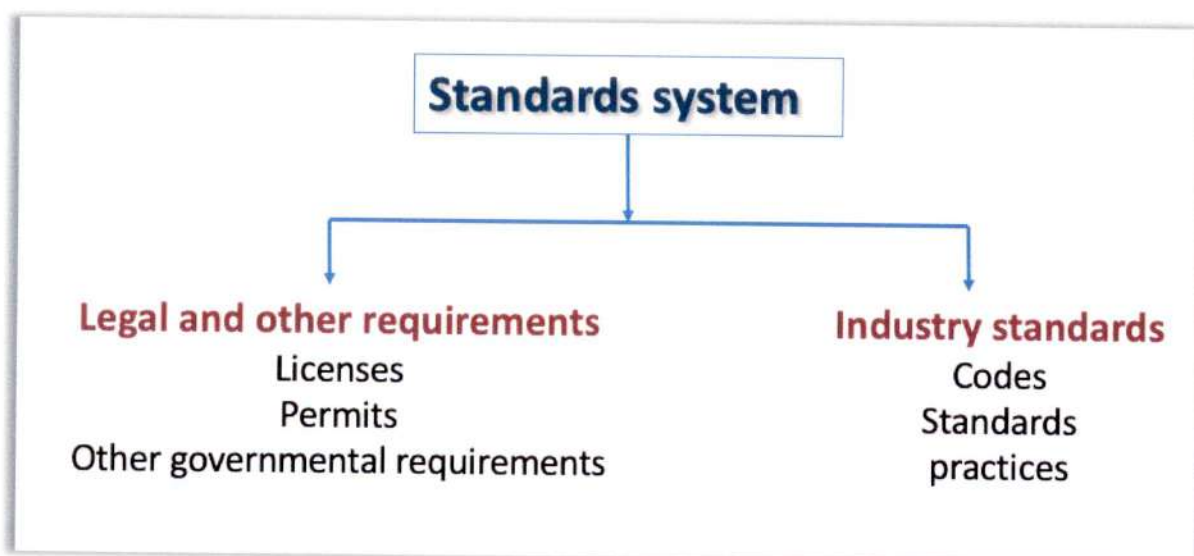 Standards system
Legal and other requirements
Licenses
Permits
Other governmental requirements
Industry standards
Codes
Standards
practices